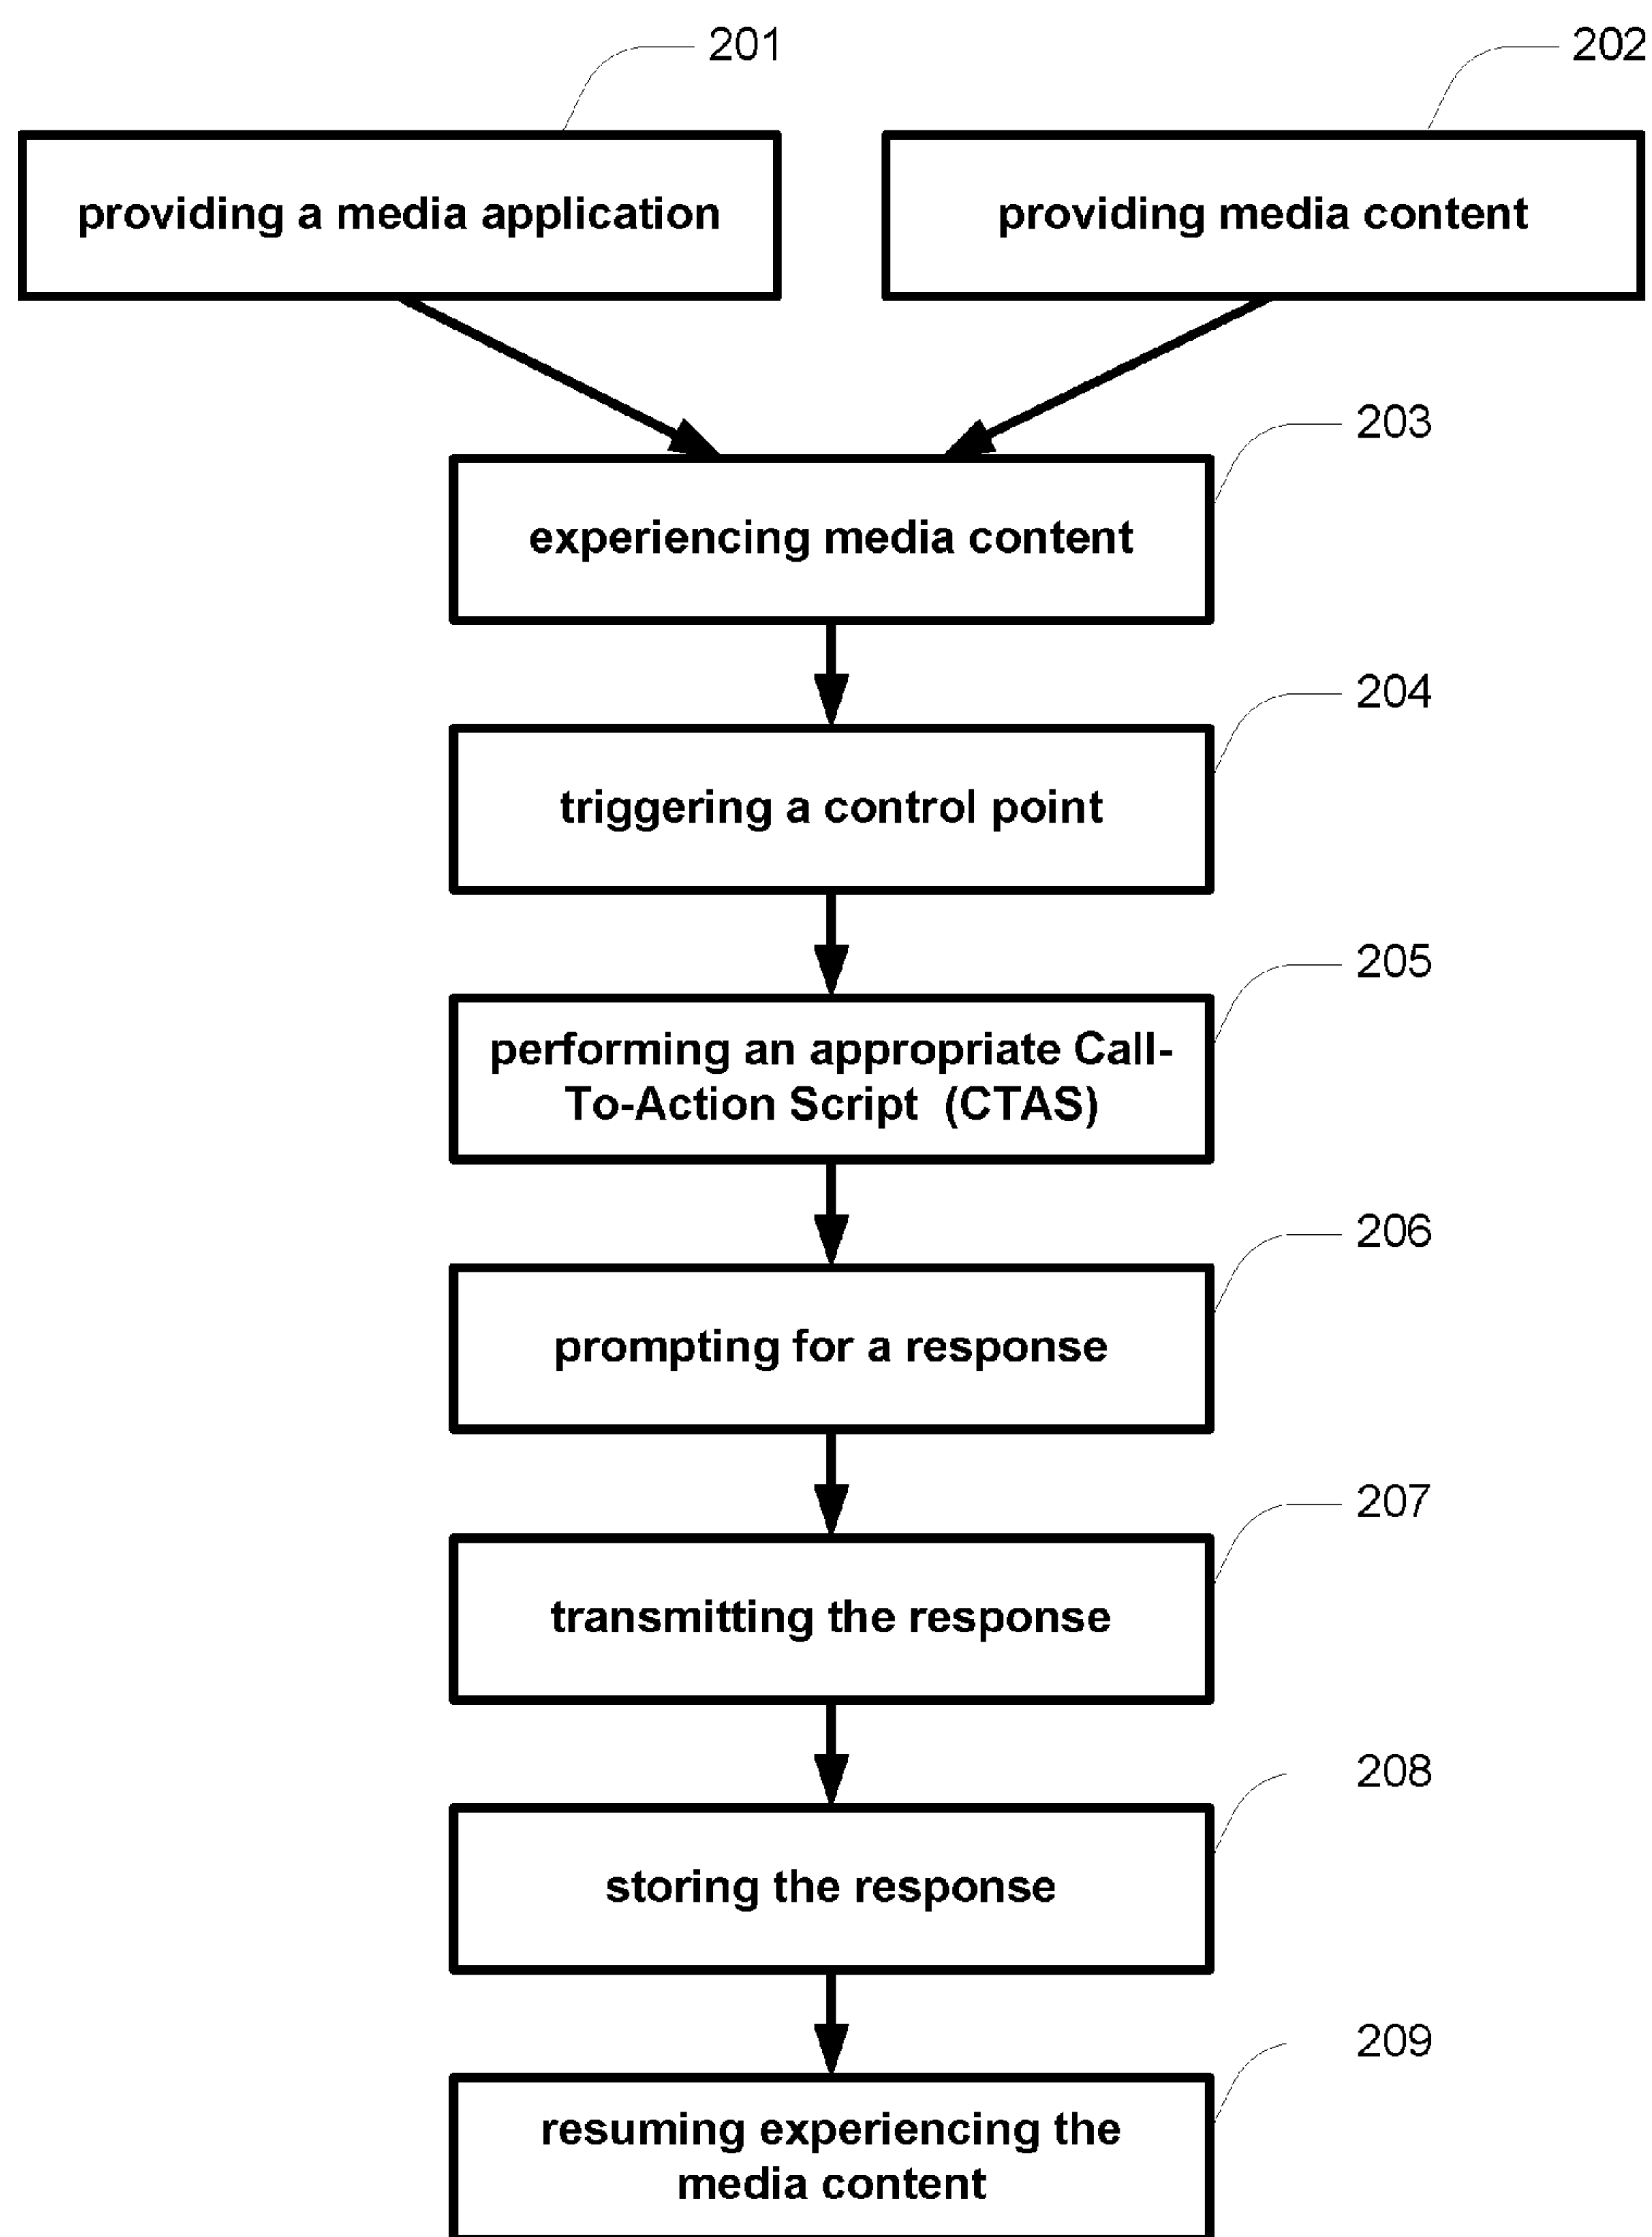 201
202
providing a media application
providing media content
203
experiencing media content
204
triggering a control point
205
performing an appropriate Call-
To-Action Script (CTAS)
206
prompting for a response
207
transmitting the response
208
storing the response
209
resuming experiencing the
media content